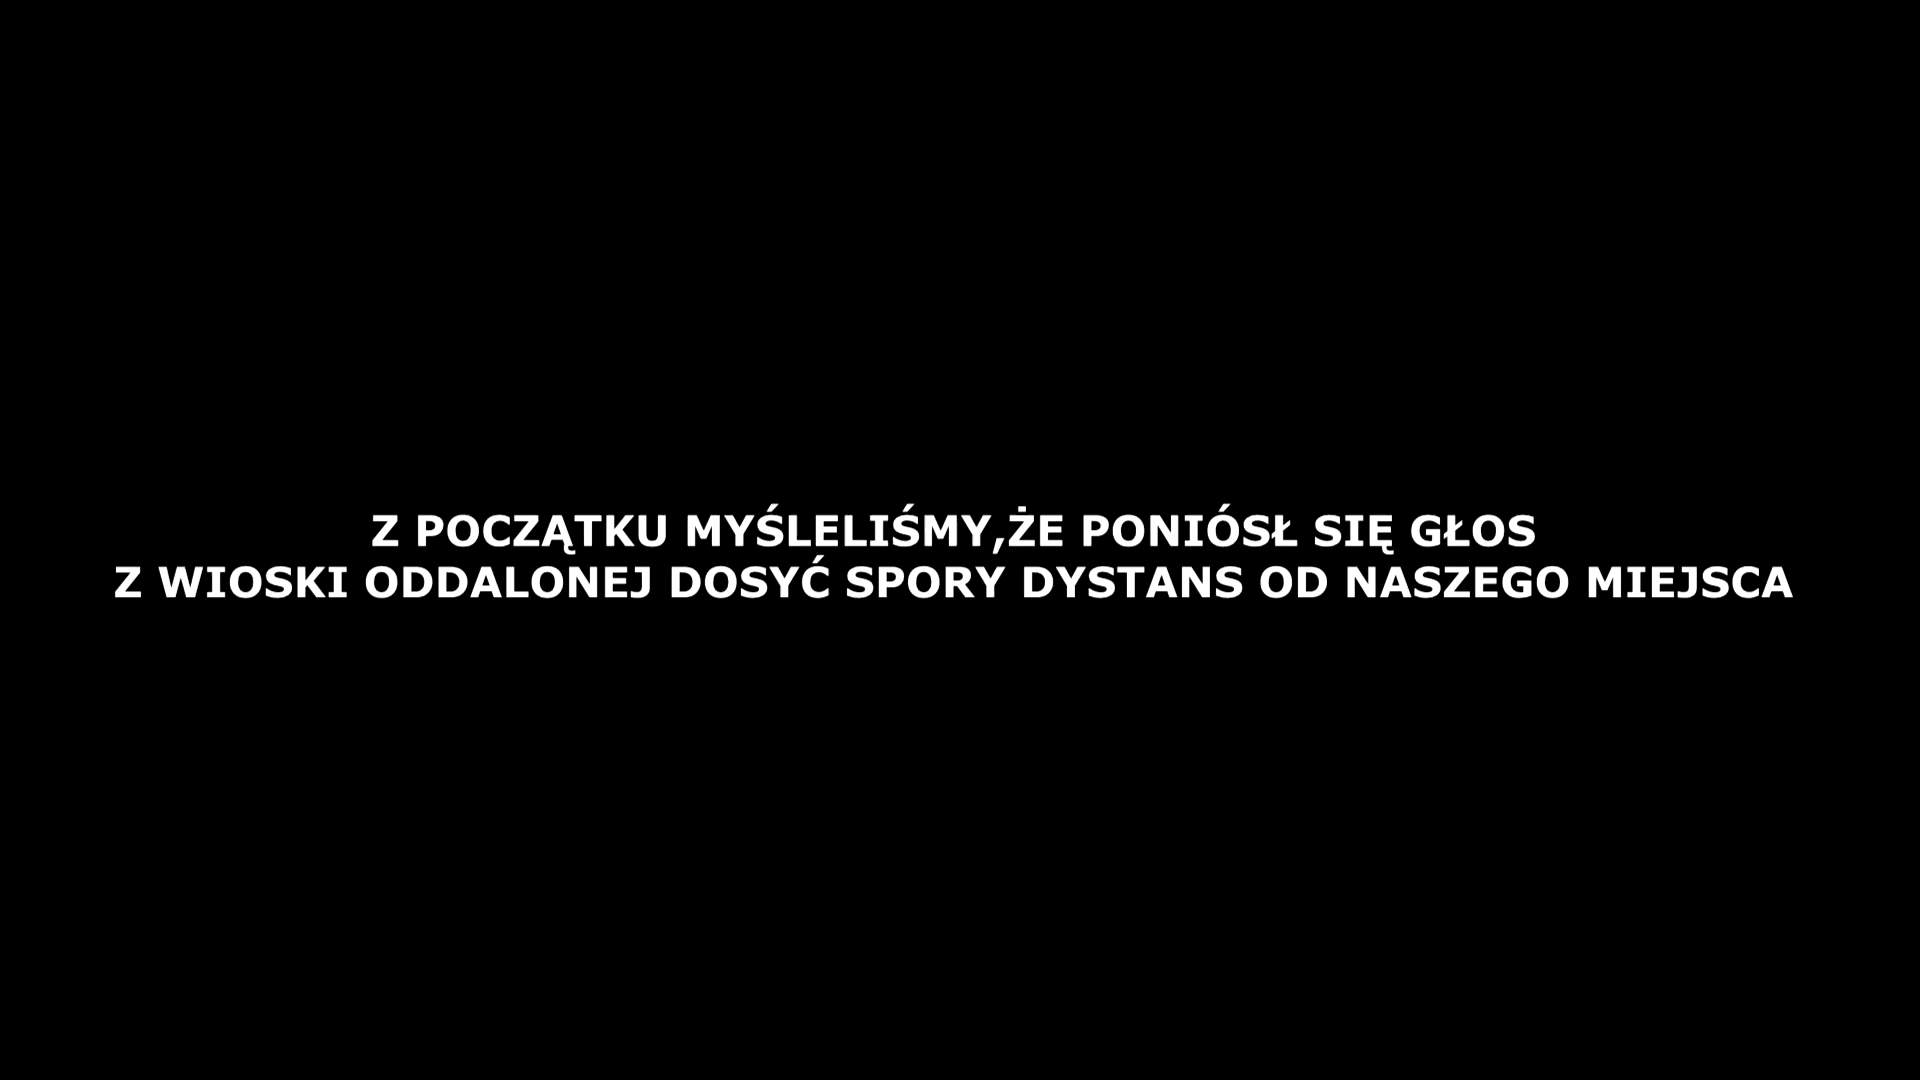 Z POCZĄTKU MYŚLELIŚMY,ŻE PONIÓSŁ SIĘ GŁOS
Z WIOSKI ODDALONEJ DOSYĆ SPORY DYSTANS OD NASZEGO MIEJSCA